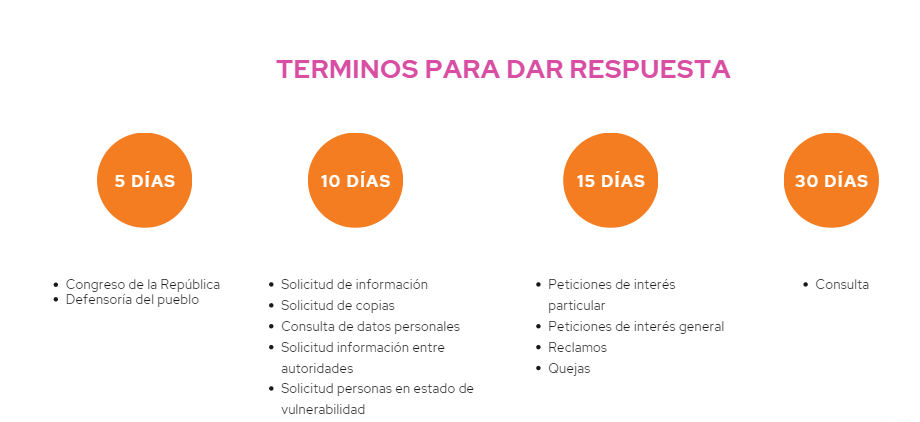 TERMINOS PARA DAR RESPUESTA
5 DÍAS
10 DÍAS
15 DÍAS
30 DÍAS
• Congreso de la República
• Defensoría del pueblo
• Solicitud de información
• Solicitud de copias
• Consulta de datos personales
• Solicitud información entre
autoridades
• Solicitud personas en estado de
vulnerabilidad
• Peticiones de interés
particular
• Peticiones de interés general
• Reclamos
• Quejas
• Consulta